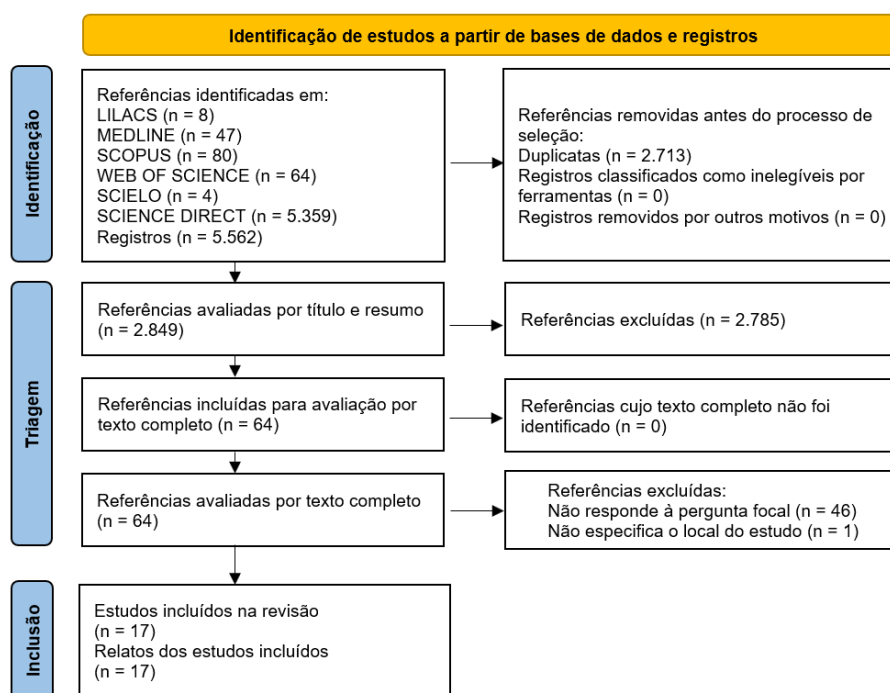 Identificação de estudos a partir de bases de dados e registros
Identificação
Referências identificadas em:
LILACS (n = 8)
MEDLINE (n = 47)
SCOPUS (n = 80)
WEB OF SCIENCE (n = 64)
SCIELO (n = 4)
SCIENCE DIRECT (n = 5.359)
Registros (n = 5.562)
Referências removidas antes do processo de
seleção:
Duplicatas (n = 2.713)
Registros classificados como inelegíveis por
ferramentas (n = 0)
Registros removidos por outros motivos (n = 0)
Triagem
Referências avaliadas por título e resumo
(n = 2.849)
Referências excluídas (n = 2.785)
Referências incluídas para avaliação por
texto completo (n = 64)
Referências cujo texto completo não foi
identificado (n = 0)
Referências avaliadas por texto completo
(n = 64)
Referências excluídas:
Não responde à pergunta focal (n = 46)
Não especifica o local do estudo (n = 1)
Inclusão
Estudos incluídos na revisão
(n = 17)
Relatos dos estudos incluídos
(n = 17)